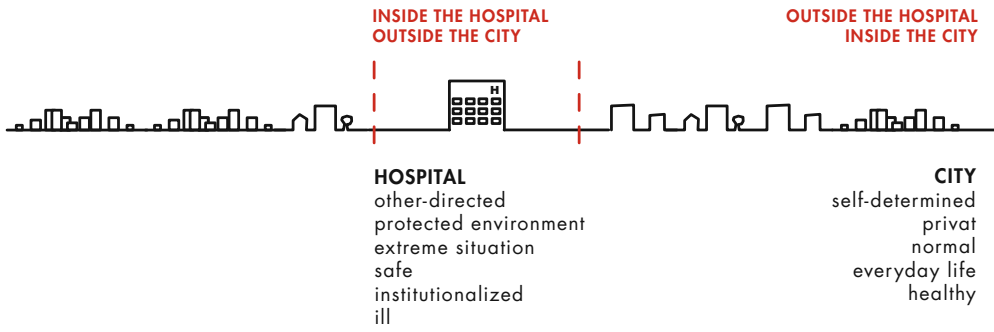 INSIDE THE HOSPITAL
OUTSIDE THE CITY
OUTSIDE THE HOSPITAL
INSIDE THE CITY
H
HOSPITAL
other-directed
protected environment
extreme situation
safe
institutionalized
ill
CITY
self-determined
privat
normal
everyday life
healthy